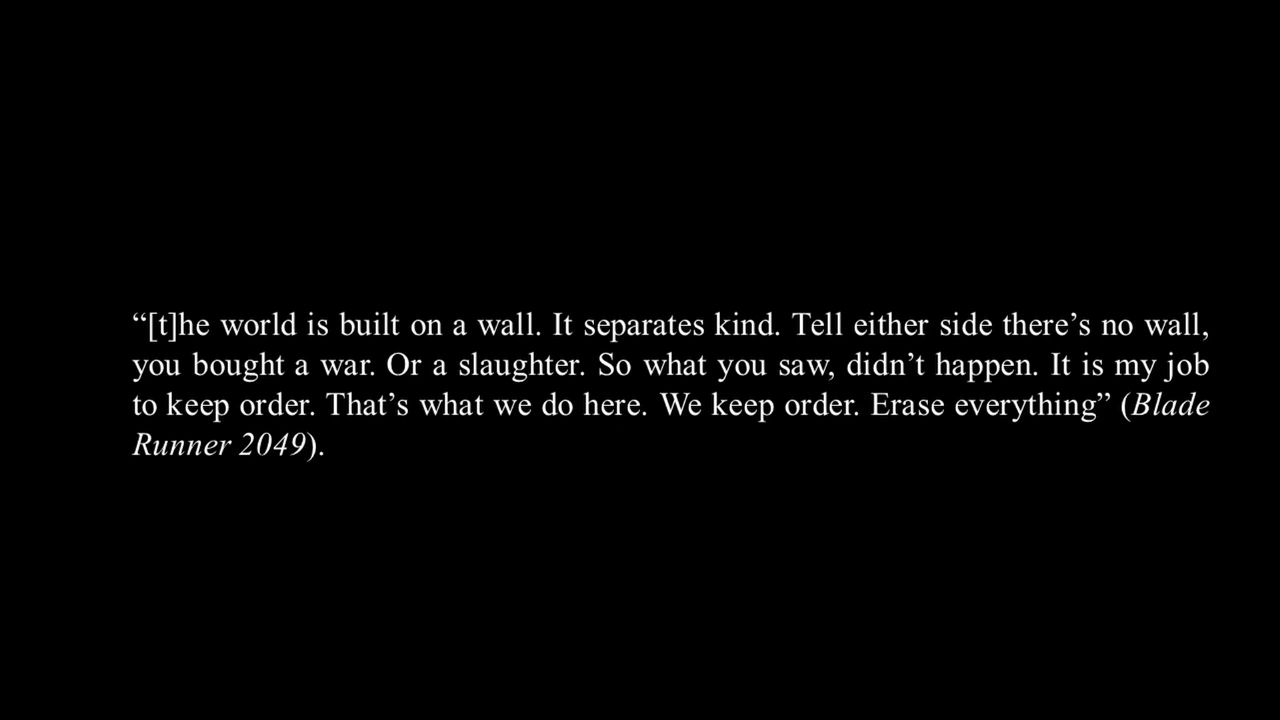 “[t]he world is built on a wall. It separates kind. Tell either side there’s no wall,
you bought a war. Or a slaughter. So what you saw, didn’t happen. It is my job
to keep order. That’s what we do here. We keep order. Erase everything” (Blade
Runner 2049).